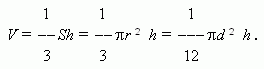 V = 1/3 Sh = 1/3 πr² h = 1/12 πd² h .